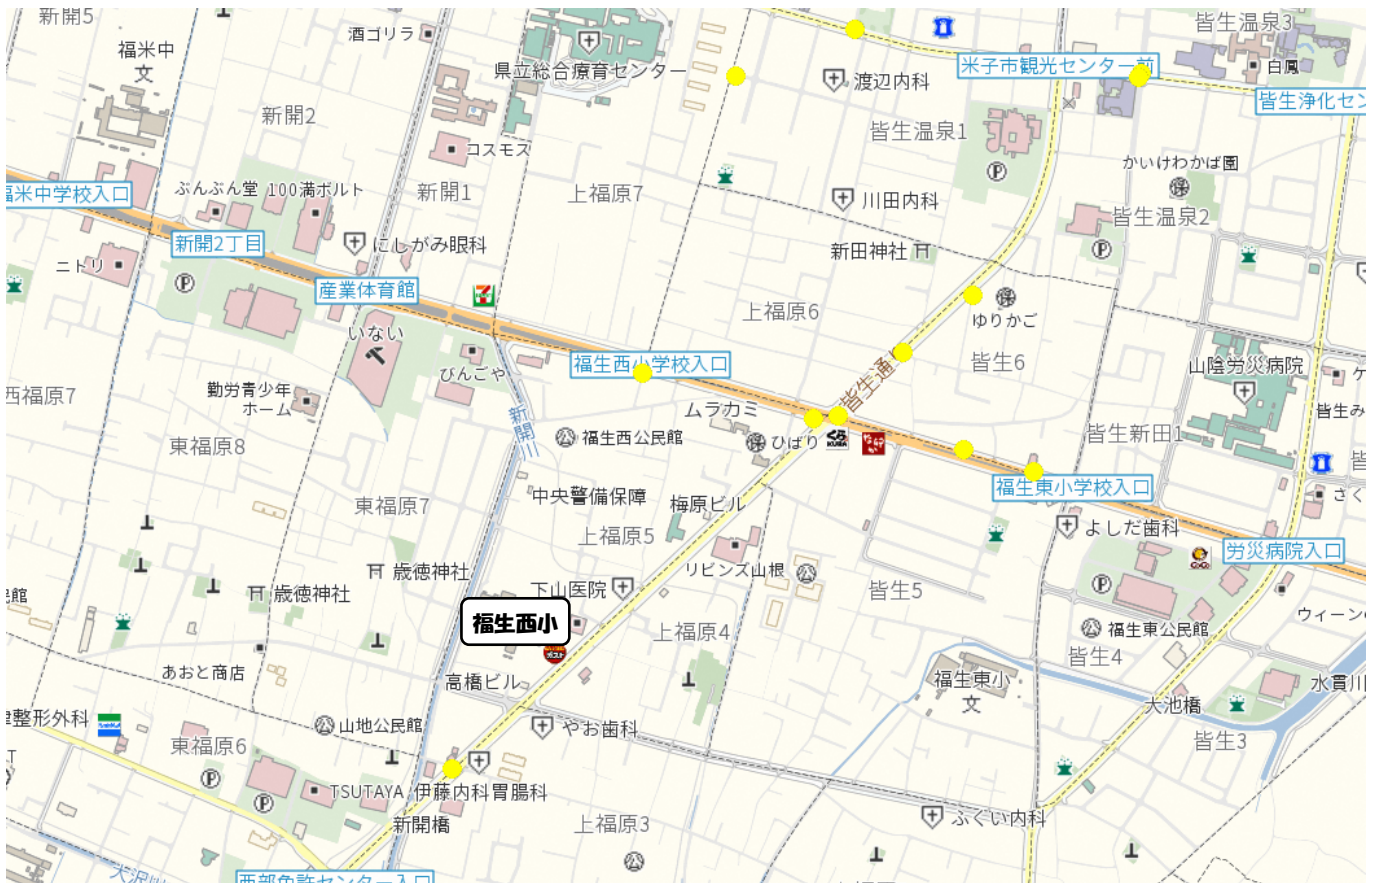 新開5
福米中
文
酒ゴリラ
県立総合療育センター
皆生温泉3
白鳳
米子市観光センター前
渡辺内科
皆生浄化セン
新開2
皆生温泉1
コスモス
かいけわかば園
福米中学校入口
ぶんぶん堂
100満ボルト
新開1
上福原7
川田内科
皆生温泉2
新開2丁目
にしがみ眼科
新田神社
ニトリ
産業体育館
上福原6
ゆりかご
いない
福生西小学校入口
皆生通り
皆生6
山陰労災病院
びんごや
西福原7
勤労青少年
ホーム
新開川
ムラカミ
ひばり
くら
KURA
皆生み
東福原8
福生西公民館
皆生新田1
東福原7
中央警備保障
梅原ビル
福生東小学校入口
さく
上福原5
よしだ歯科
労災病院入口
歳徳神社
歳徳神社
下山医院
リビンズ山根
皆生5
福生西小
ガスト
上福原4
福生東公民館
ウィーン
皆生4
あおと商店
高橋ビル
福生東小
文
水貫川
大池橋
整形外科
山地公民館
やお歯科
皆生3
東福原6
TSUTAYA
伊藤内科胃腸科
新開橋
上福原3
ふくい内科
西部免許センター入口